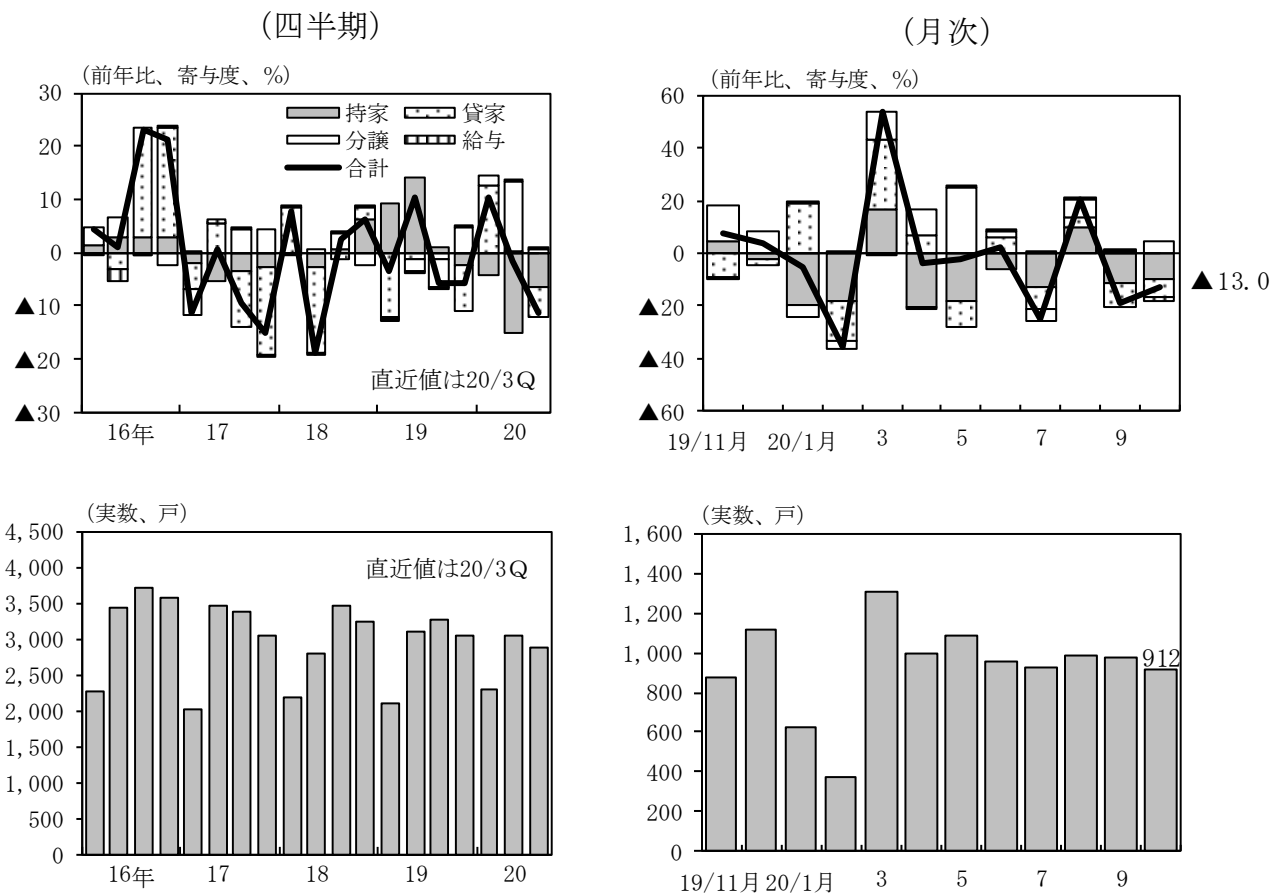 (四半期)
(前年比、寄与度、%)
30
20
10
0
▲10
▲20
▲30
持家
貸家
分譲
給与
合計
直近値は20/3Q
16年 17 18 19 20
(月次)
(前年比、寄与度、%)
60
40
20
0
▲20
▲40
▲60
▲13.0
19/11月 20/1月 3 5 7 9
(実数、戸)
4,500
4,000
3,500
3,000
2,500
2,000
1,500
1,000
500
0
直近値は20/3Q
16年 17 18 19 20
(実数、戸)
1,600
1,400
1,200
1,000
800
600
400
200
0
912
19/11月 20/1月 3 5 7 9